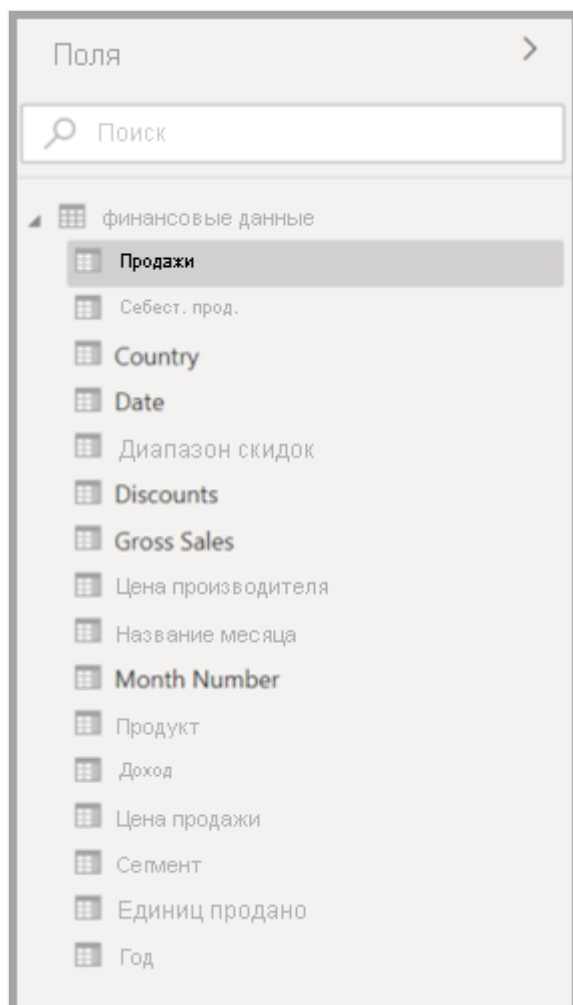 Поля
Поиск
финансовые данные
Продажи
Себест. прод.
Country
Date
Диапазон скидок
Discounts
Gross Sales
Цена производителя
Название месяца
Month Number
Продукт
Доход
Цена продажи
Сегмент
Единиц продано
Год